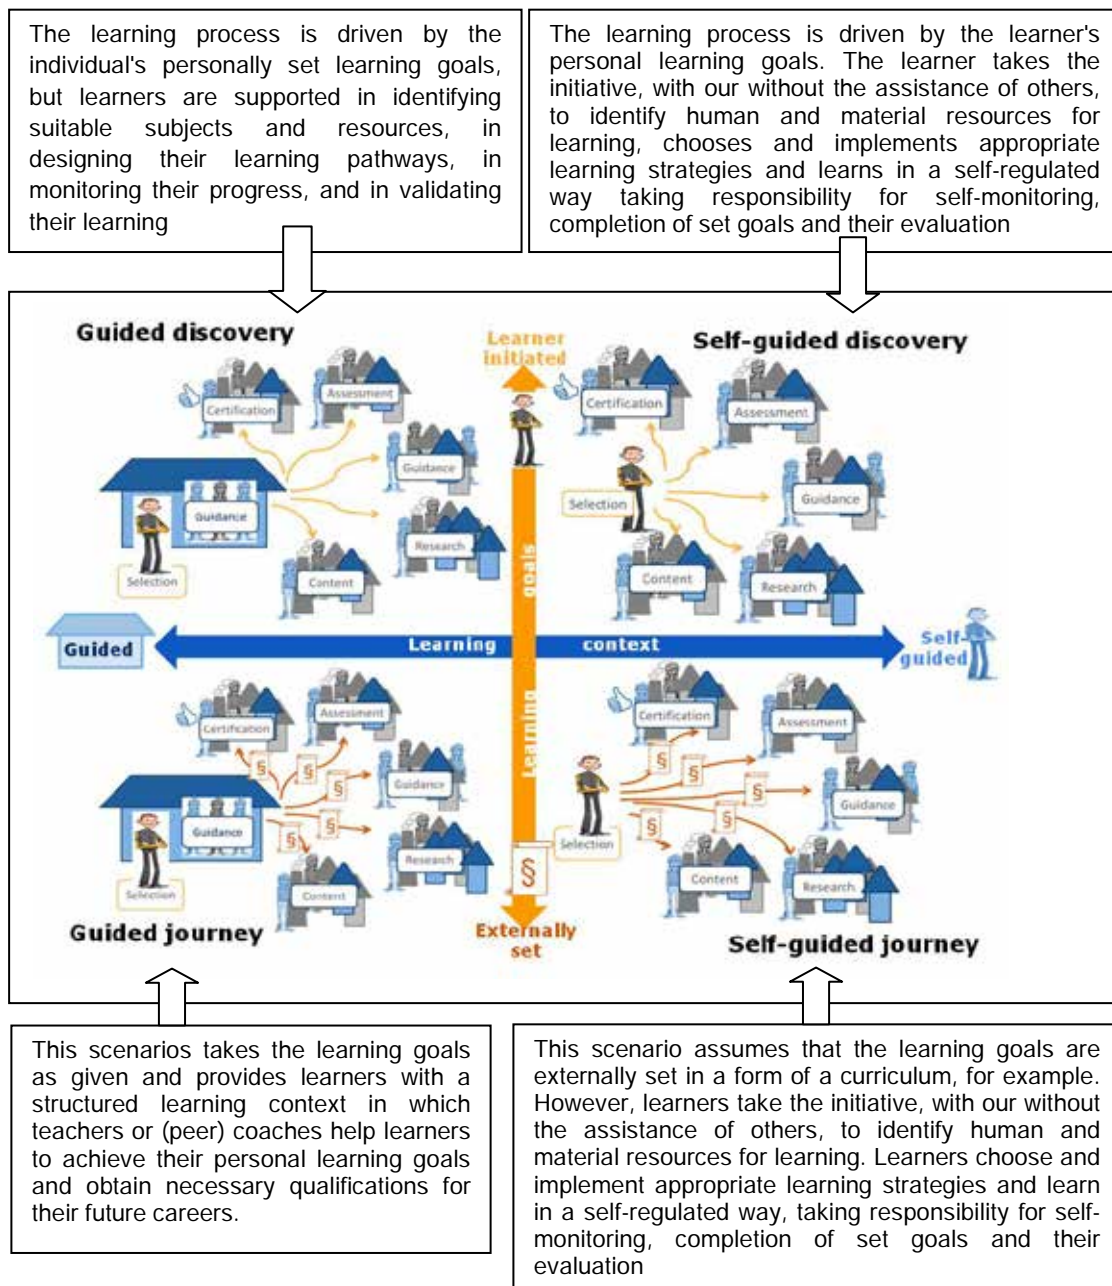 The learning process is driven by the
individual's personally set learning goals,
but learners are supported in identifying
suitable subjects and resources, in
designing their learning pathways, in
monitoring their progress, and in validating
their learning
The learning process is driven by the learner's
personal learning goals. The learner takes the
initiative, with our without the assistance of others,
to identify human and material resources for
learning, chooses and implements appropriate
learning strategies and learns in a self-regulated
way taking responsibility for self-monitoring,
completion of set goals and their evaluation
Guided discovery
Certification
Assessment
Guidance
Guidance
Research
Selection
Content
Learner
initiated
Self-guided discovery
Certification
Assessment
Selection
Guidance
Content
Research
Guided
Learning context
Self-
guided
Learning goals
Certification
Assessment
§
§
§
§
§
Guidance
Guidance
Research
Selection
Content
Guided journey
§
Externally
set
Certification
Assessment
§
§
§
§
§
Guidance
Selection
Content
Research
Self-guided journey
This scenarios takes the learning goals
as given and provides learners with a
structured learning context in which
teachers or (peer) coaches help learners
to achieve their personal learning goals
and obtain necessary qualifications for
their future careers.
This scenario assumes that the learning goals are
externally set in a form of a curriculum, for example.
However, learners take the initiative, with our without
the assistance of others, to identify human and
material resources for learning. Learners choose and
implement appropriate learning strategies and learn
in a self-regulated way, taking responsibility for self-
monitoring, completion of set goals and their
evaluation